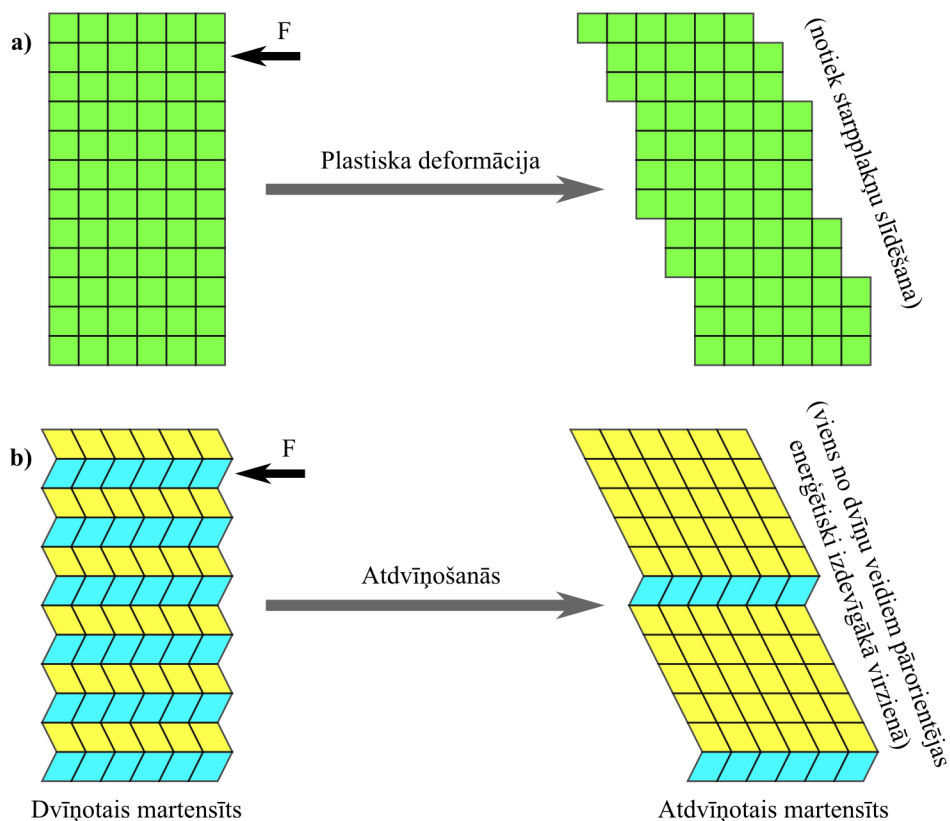 a)
F
Plastiska deformācija
(notiek starpplakņu slīdēšana)
b)
F
Atdvīņošanās
(viens no dvīņu veidiem pārorientējas
enerģētiski izdevīgākā virzienā)
Dvīņotais martensīts
Atdvīņotais martensīts